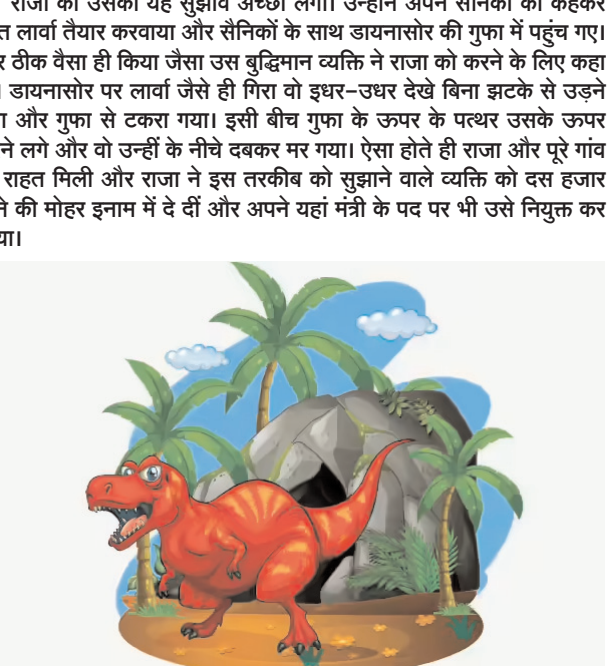 राजा को उसका यह सुझाव अच्छा लगा। उन्होंने अपने सैनिकों को कहकर
त लार्वा तैयार करवाया और सैनिकों के साथ डायनासोर की गुफा में पहुंच गए।
र ठीक वैसा ही किया जैसा उस बुद्धिमान व्यक्ति ने राजा को करने के लिए कहा
। डायनासोर पर लार्वा जैसे ही गिरा वो इधर-उधर देखे बिना झटके से उड़ने
ा और गुफा से टकरा गया। इसी बीच गुफा के ऊपर के पत्थर उसके ऊपर
ने लगे और वो उन्हीं के नीचे दबकर मर गया। ऐसा होते ही राजा और पूरे गांव
राहत मिली और राजा ने इस तरकीब को सुझाने वाले व्यक्ति को दस हजार
ने की मोहर इनाम में दे दीं और अपने यहां मंत्री के पद पर भी उसे नियुक्त कर
या।